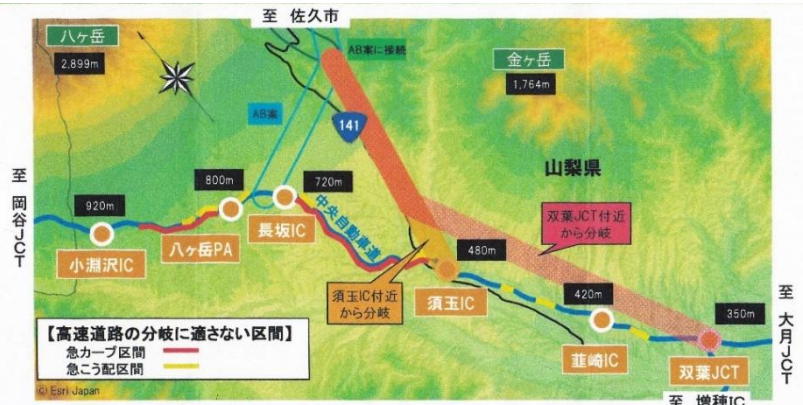 至 佐久市
八ヶ岳
2,899m
AB案に接続
金ヶ岳
1,764m
AB案
141
山梨県
至 岡谷JCT
920m
800m
720m
小淵沢IC
八ヶ岳PA
長坂IC
中央自動車道
480m
須玉IC
須玉IC付近
から分岐
双葉JCT付近
から分岐
420m
韮崎IC
350m
双葉JCT
至 大月JCT
至 増穂IC
【高速道路の分岐に適さない区間】
急カーブ区間
急こう配区間
© Esri Japan